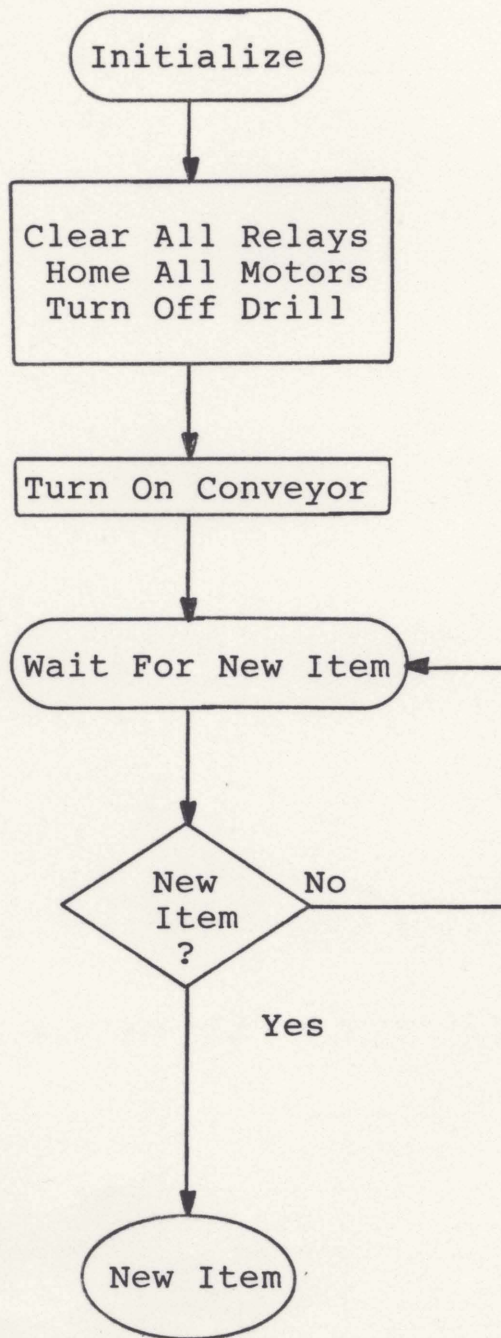 Initialize
Clear All Relays
Home All Motors
Turn Off Drill
Turn On Conveyor
Wait For New Item
New
Item
?
No
Yes
New Item